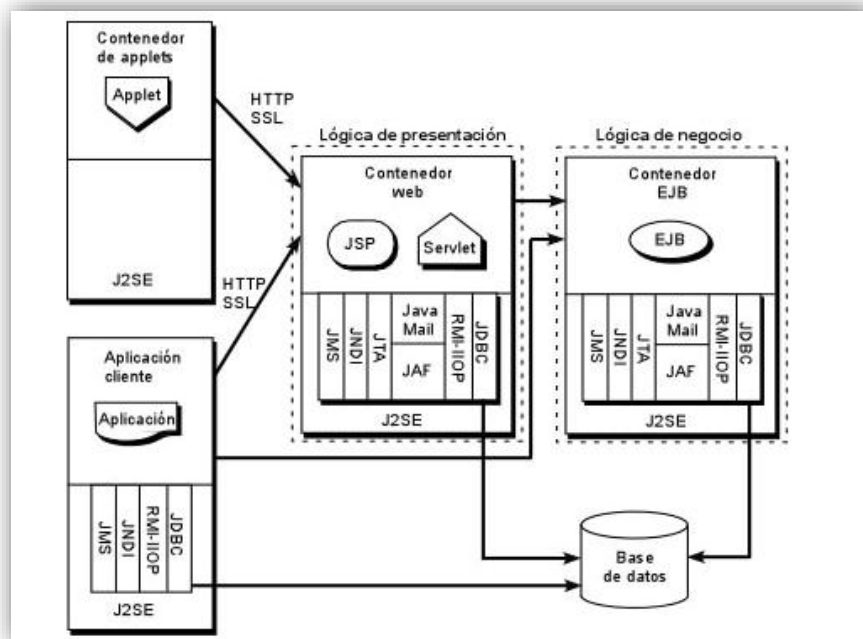 Contenedor
de applets
Applet
J2SE
HTTP
SSL
HTTP
SSL
Aplicación
cliente
Aplicación
JMS
JNDI
RMI-IIOP
JDBC
J2SE
Lógica de presentación
Contenedor
web
JSP
Servlet
JMS
JNDI
JTA
Java
Mail
JAF
RMI-IIOP
JDBC
J2SE
Lógica de negocio
Contenedor
EJB
EJB
JMS
JNDI
JTA
Java
Mail
JAF
RMI-IIOP
JDBC
J2SE
Base
de datos